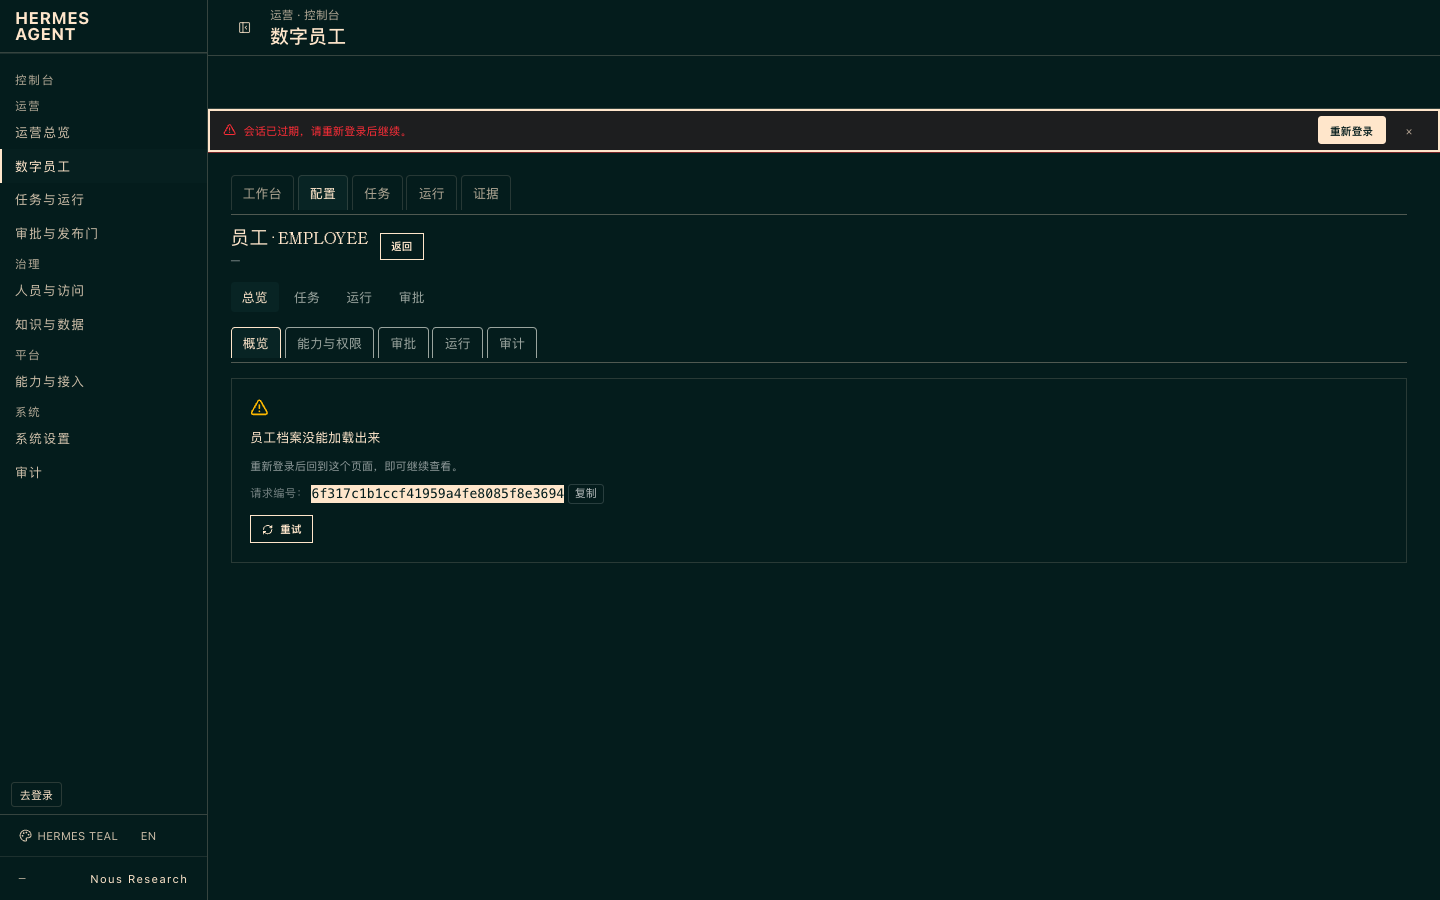 HERMES
AGENT
控制台
运营
运营总览
数字员工
任务与运行
审批与发布门
治理
人员与访问
知识与数据
平台
能力与接入
系统
系统设置
审计
去登录
HERMES TEAL EN
— Nous Research
运营 · 控制台
数字员工
会话已过期，请重新登录后继续。 重新登录 ×
工作台 配置 任务 运行 证据
员工 · EMPLOYEE 返回
—
总览 任务 运行 审批
概览 能力与权限 审批 运行 审计
员工档案没能加载出来
重新登录后回到这个页面，即可继续查看。
请求编号： 6f317c1b1ccf41959a4fe8085f8e3694 复制
重试